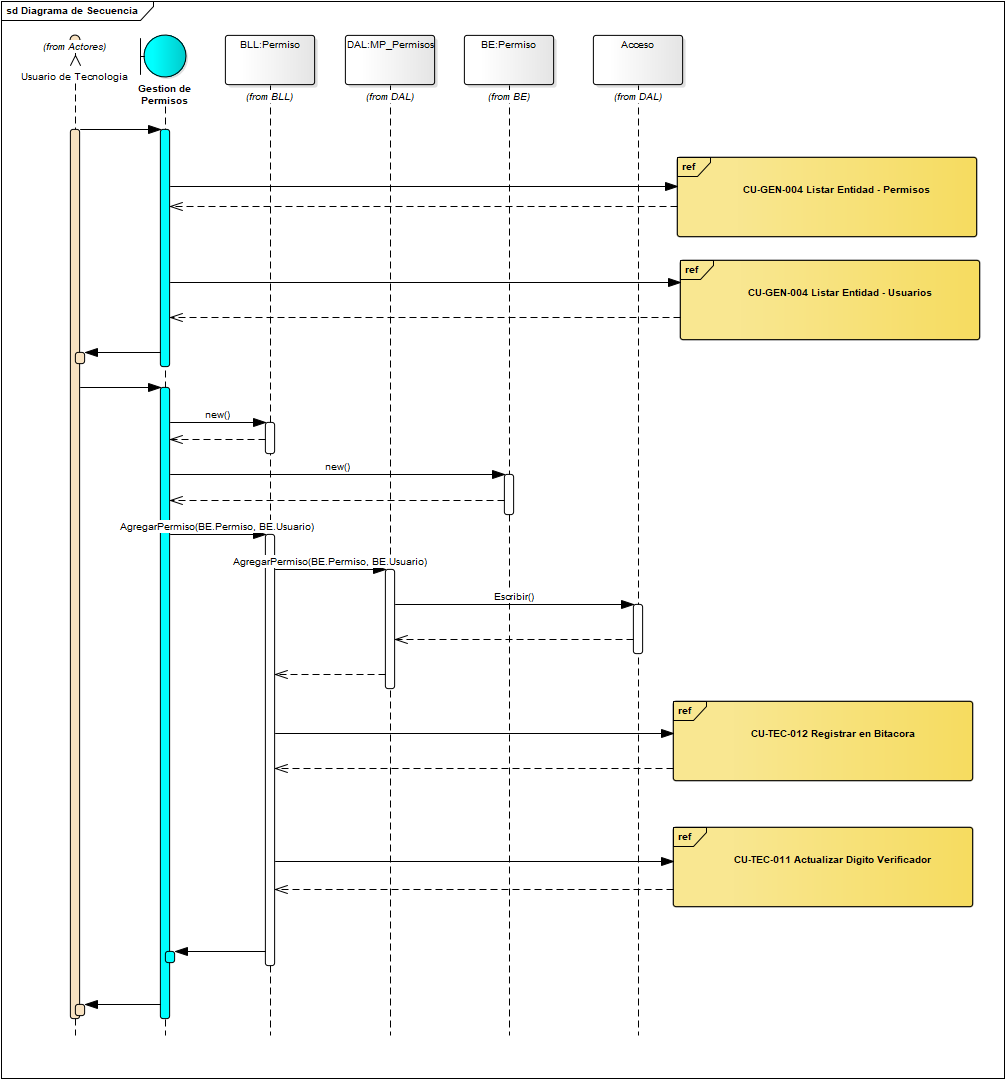 sd Diagrama de Secuencia
(from Actores)
Usuario de Tecnologia
Gestion de
Permisos
BLL:Permiso
(from BLL)
DAL:MP_Permisos
(from DAL)
BE:Permiso
(from BE)
Acceso
(from DAL)
ref
CU-GEN-004 Listar Entidad - Permisos
ref
CU-GEN-004 Listar Entidad - Usuarios
new()
new()
AgregarPermiso(BE.Permiso, BE.Usuario)
AgregarPermiso(BE.Permiso, BE.Usuario)
Escribir()
ref
CU-TEC-012 Registrar en Bitacora
ref
CU-TEC-011 Actualizar Digito Verificador